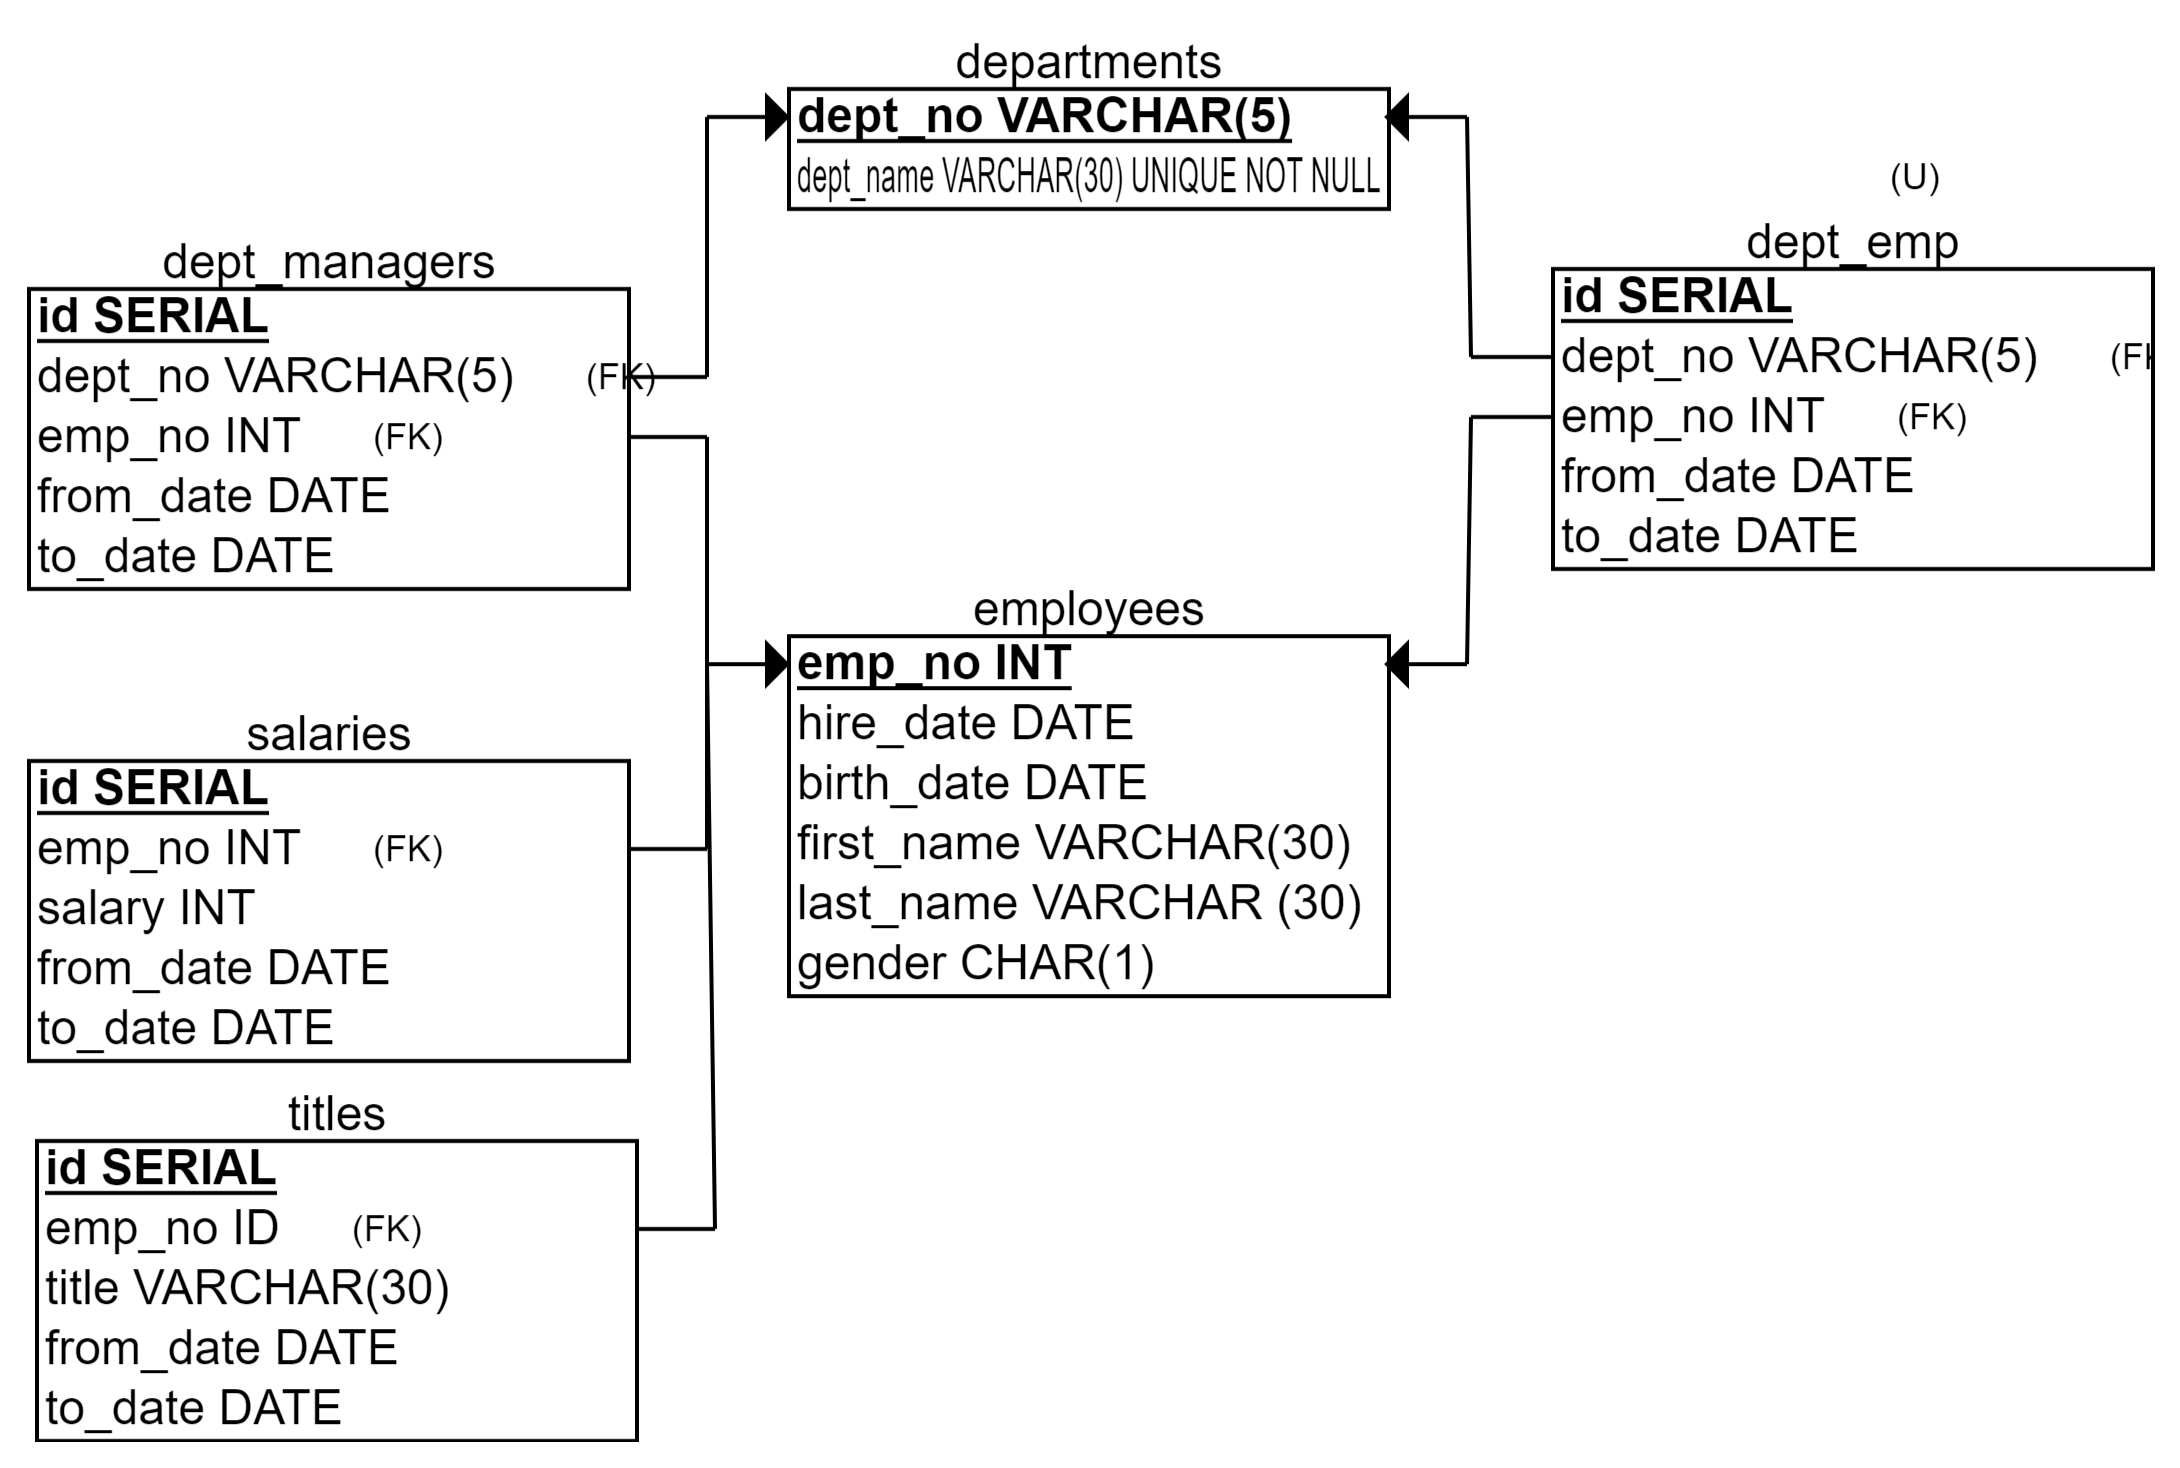 departments
dept_no VARCHAR(5)
dept_name VARCHAR(30) UNIQUE NOT NULL
dept_managers
id SERIAL
dept_no VARCHAR(5) (FK)
emp_no INT (FK)
from_date DATE
to_date DATE
(U)
dept_emp
id SERIAL
dept_no VARCHAR(5)
emp_no INT (FK)
from_date DATE
to_date DATE
employees
emp_no INT
hire_date DATE
birth_date DATE
first_name VARCHAR(30)
last_name VARCHAR (30)
gender CHAR(1)
salaries
id SERIAL
emp_no INT (FK)
salary INT
from_date DATE
to_date DATE
titles
id SERIAL
emp_no ID (FK)
title VARCHAR(30)
from_date DATE
to_date DATE